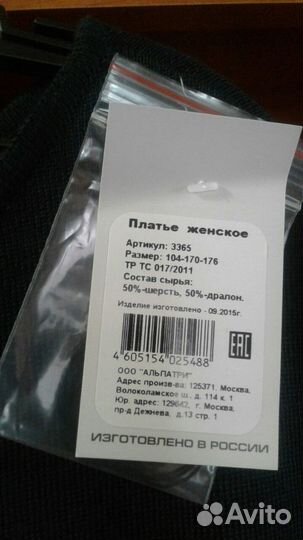 Платье женское
Артикул: 3365
Размер: 104-170-176
ТР ТС 017/2011
Состав сырья:
50%-шерсть, 50%-дралон.
Изделие изготовлено - 09.2015г.
4 605154 025488
ЕАС
ООО "АЛЬПАТРИ"
Адрес произв-ва: 125371, Москва,
Волоколамское ш., д. 114 к. 1
Юр. адрес: 129642, г. Москва,
пр-д Дежнева, д.13 стр. 1
ИЗГОТОВЛЕНО В РОССИИ
Avito